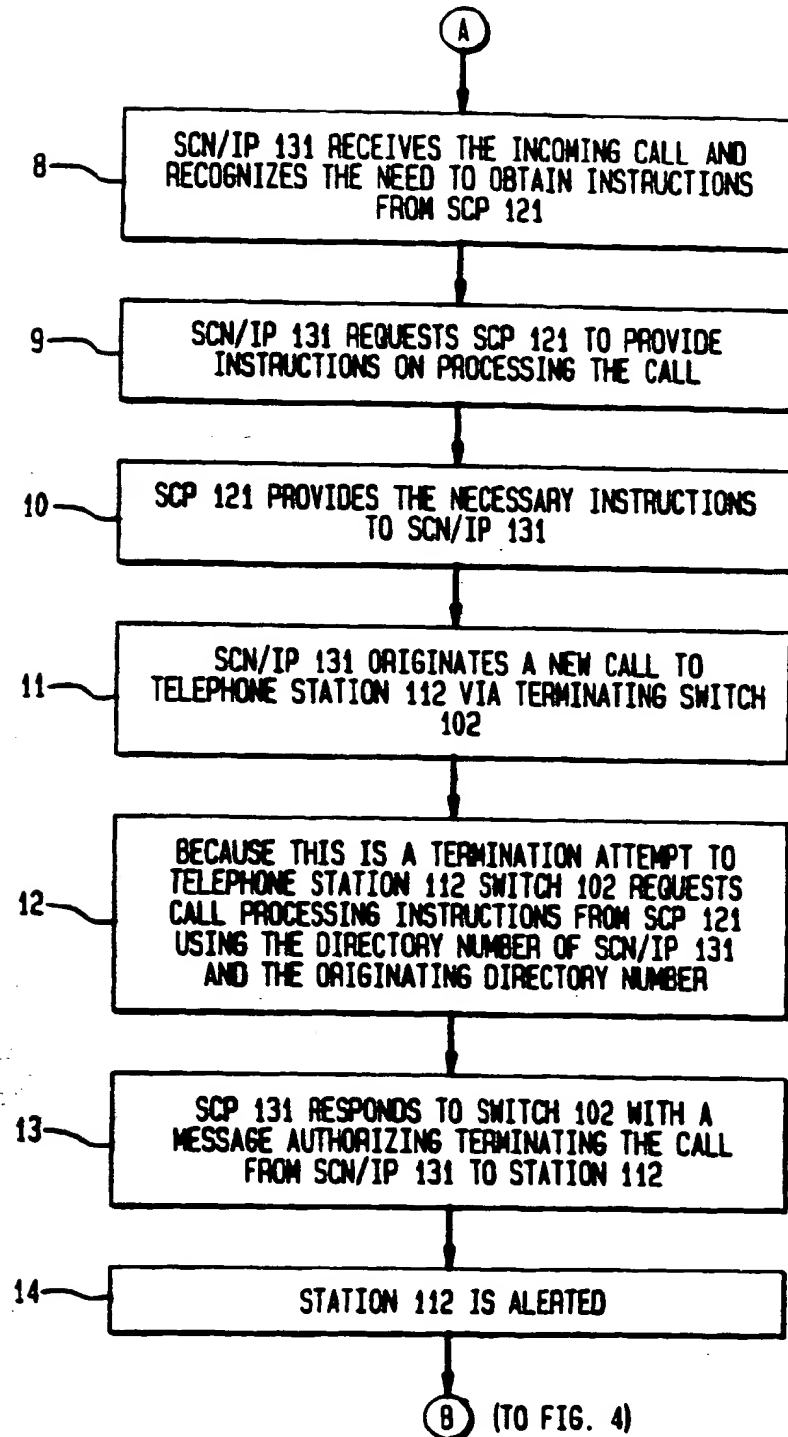 A
8
SCN/IP 131 RECEIVES THE INCOMING CALL AND
RECOGNIZES THE NEED TO OBTAIN INSTRUCTIONS
FROM SCP 121
9
SCN/IP 131 REQUESTS SCP 121 TO PROVIDE
INSTRUCTIONS ON PROCESSING THE CALL
10
SCP 121 PROVIDES THE NECESSARY INSTRUCTIONS
TO SCN/IP 131
11
SCN/IP 131 ORIGINATES A NEW CALL TO
TELEPHONE STATION 112 VIA TERMINATING SWITCH
102
12
BECAUSE THIS IS A TERMINATION ATTEMPT TO
TELEPHONE STATION 112 SWITCH 102 REQUESTS
CALL PROCESSING INSTRUCTIONS FROM SCP 121
USING THE DIRECTORY NUMBER OF SCN/IP 131
AND THE ORIGINATING DIRECTORY NUMBER
13
SCP 131 RESPONDS TO SWITCH 102 WITH A
MESSAGE AUTHORIZING TERMINATING THE CALL
FROM SCN/IP 131 TO STATION 112
14
STATION 112 IS ALERTED
B (TO FIG. 4)